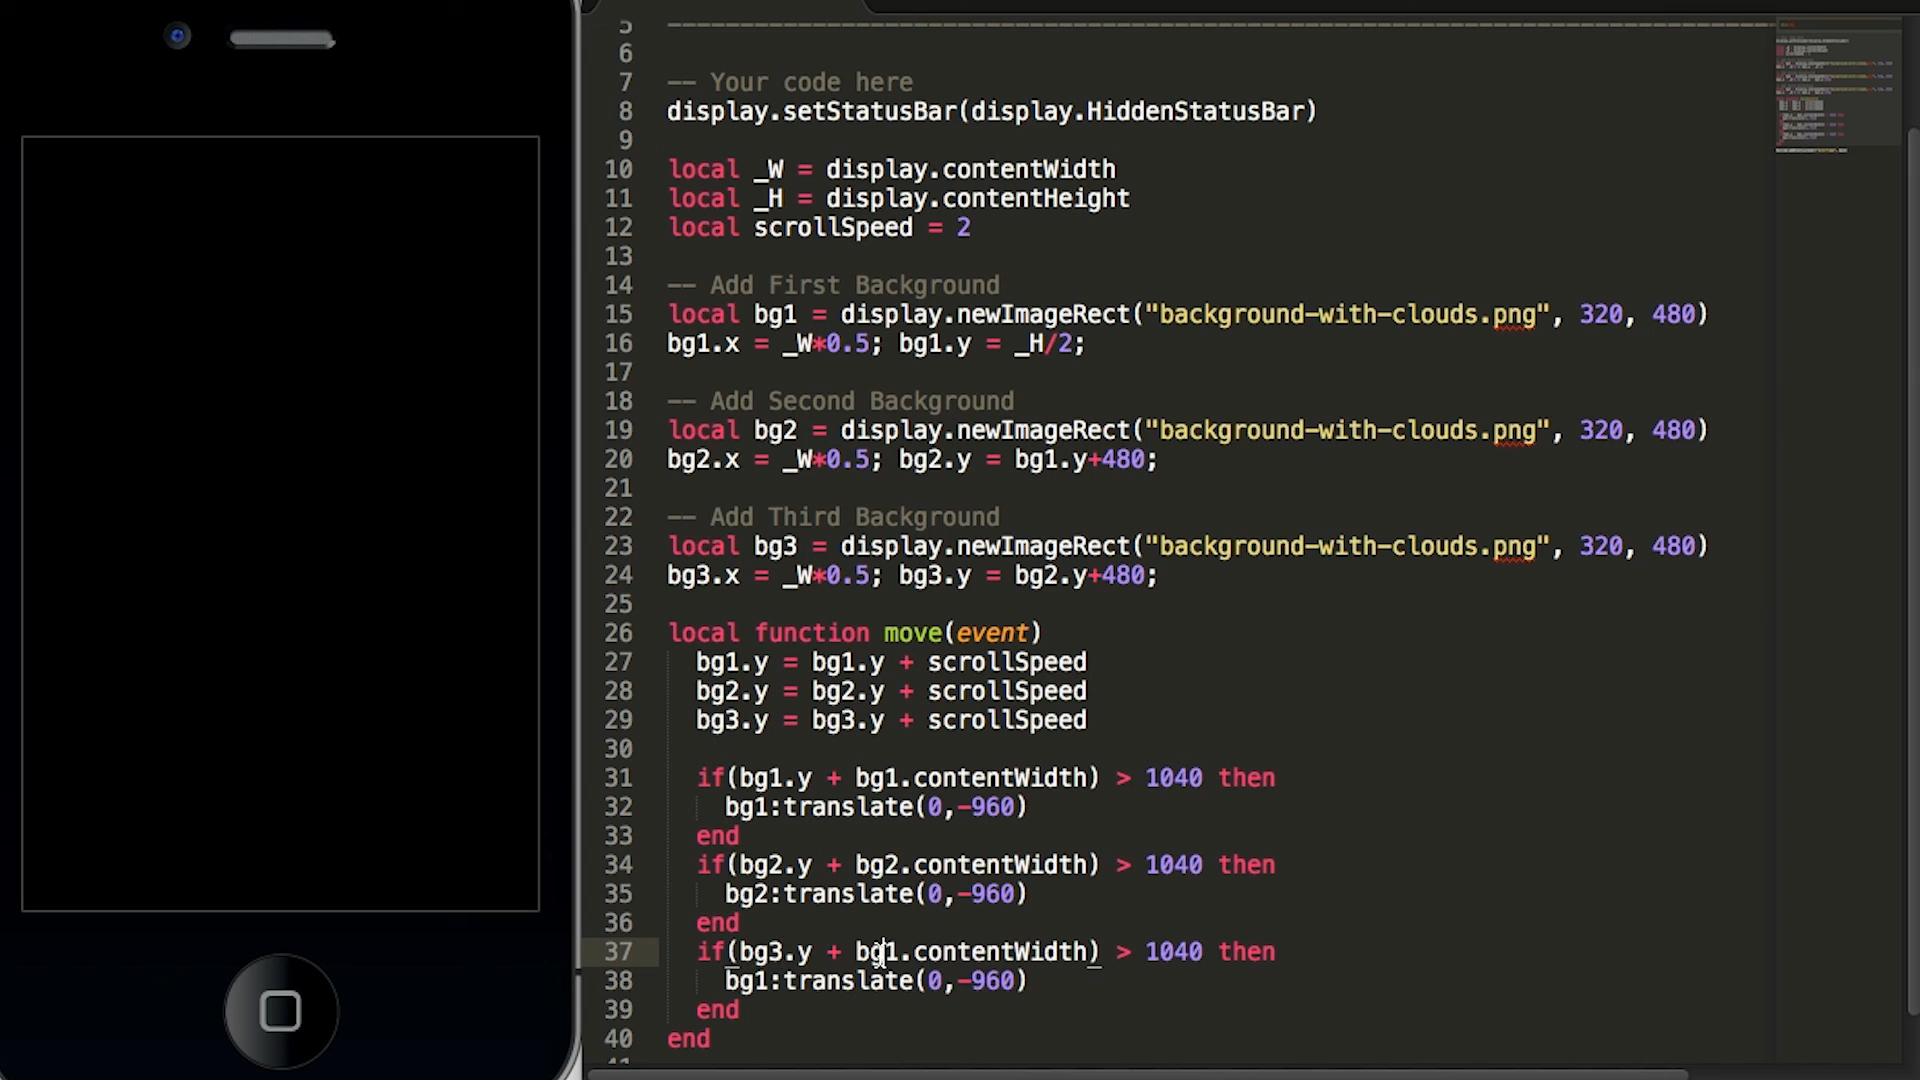 5 ----------------------------------------------------------------------------
6
7 -- Your code here
8 display.setStatusBar(display.HiddenStatusBar)
9
10 local _W = display.contentWidth
11 local _H = display.contentHeight
12 local scrollSpeed = 2
13
14 -- Add First Background
15 local bg1 = display.newImageRect("background-with-clouds.png", 320, 480)
16 bg1.x = _W*0.5; bg1.y = _H/2;
17
18 -- Add Second Background
19 local bg2 = display.newImageRect("background-with-clouds.png", 320, 480)
20 bg2.x = _W*0.5; bg2.y = bg1.y+480;
21
22 -- Add Third Background
23 local bg3 = display.newImageRect("background-with-clouds.png", 320, 480)
24 bg3.x = _W*0.5; bg3.y = bg2.y+480;
25
26 local function move(event)
27 bg1.y = bg1.y + scrollSpeed
28 bg2.y = bg2.y + scrollSpeed
29 bg3.y = bg3.y + scrollSpeed
30
31 if(bg1.y + bg1.contentWidth) > 1040 then
32 bg1:translate(0,-960)
33 end
34 if(bg2.y + bg2.contentWidth) > 1040 then
35 bg2:translate(0,-960)
36 end
37 if(bg3.y + bg1.contentWidth) > 1040 then
38 bg1:translate(0,-960)
39 end
40 end